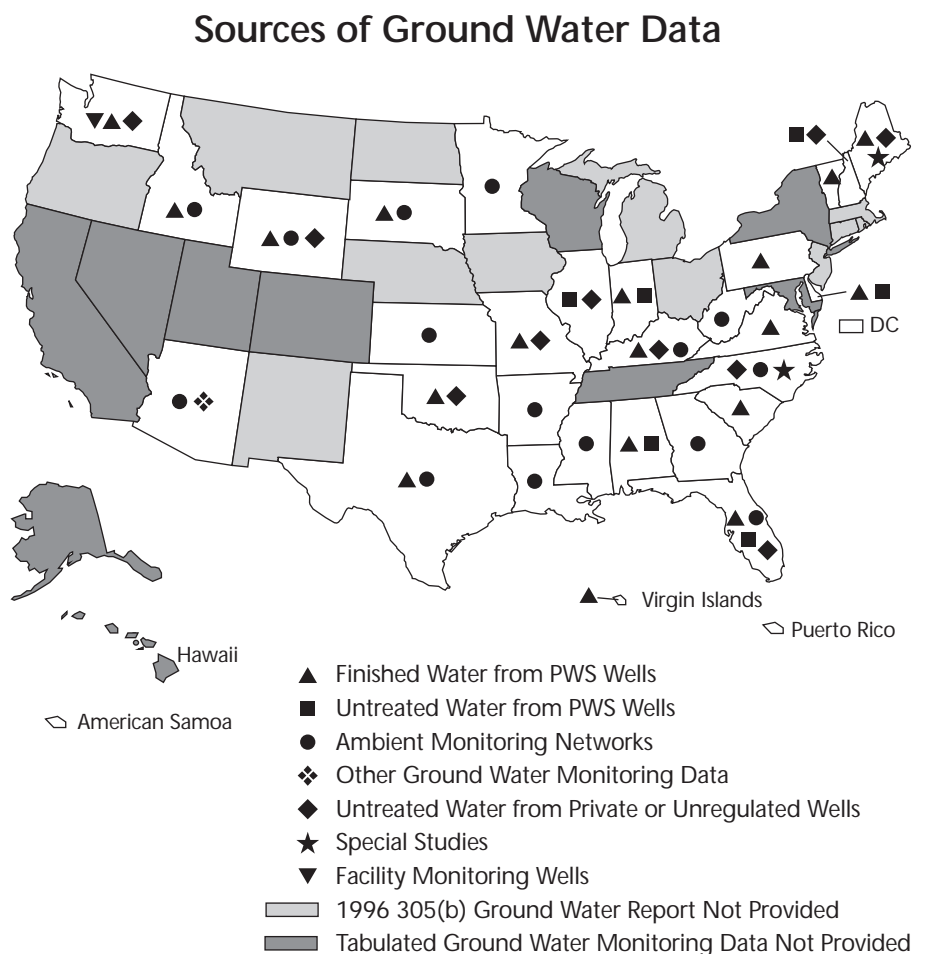 Sources of Ground Water Data
DC
Virgin Islands
Puerto Rico
Hawaii
American Samoa
Finished Water from PWS Wells
Untreated Water from PWS Wells
Ambient Monitoring Networks
Other Ground Water Monitoring Data
Untreated Water from Private or Unregulated Wells
Special Studies
Facility Monitoring Wells
1996 305(b) Ground Water Report Not Provided
Tabulated Ground Water Monitoring Data Not Provided